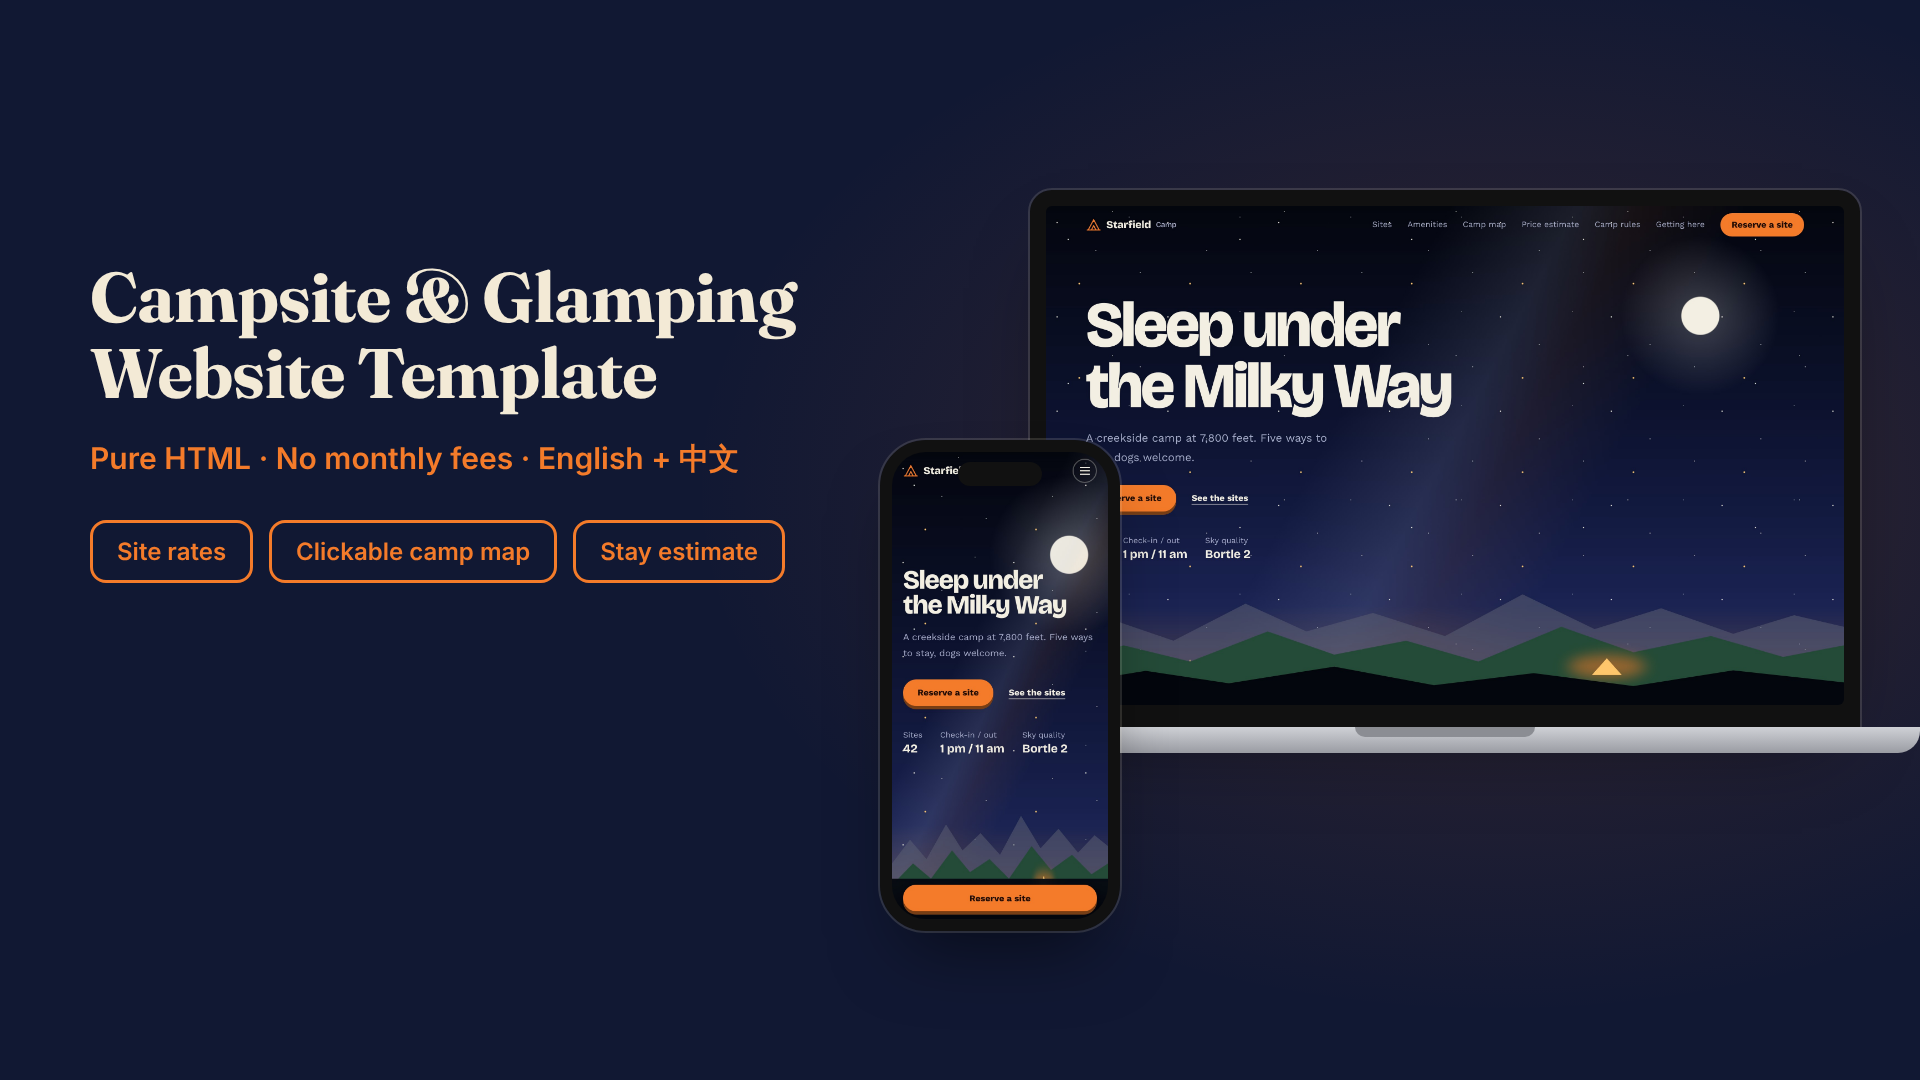 Campsite & Glamping
Website Template
Pure HTML · No monthly fees · English + 中文
Site rates
Clickable camp map
Stay estimate
Starfield Camp
Sites
Amenities
Camp map
Price estimate
Camp rules
Getting here
Reserve a site
Sleep under
the Milky Way
A creekside camp at 7,800 feet. Five ways to
dogs welcome.
rve a site
See the sites
Check-in / out
1 pm / 11 am
Sky quality
Bortle 2
Starfie
Sleep under
the Milky Way
A creekside camp at 7,800 feet. Five ways
to stay, dogs welcome.
Reserve a site
See the sites
Sites
42
Check-in / out
1 pm / 11 am
Sky quality
Bortle 2
Reserve a site